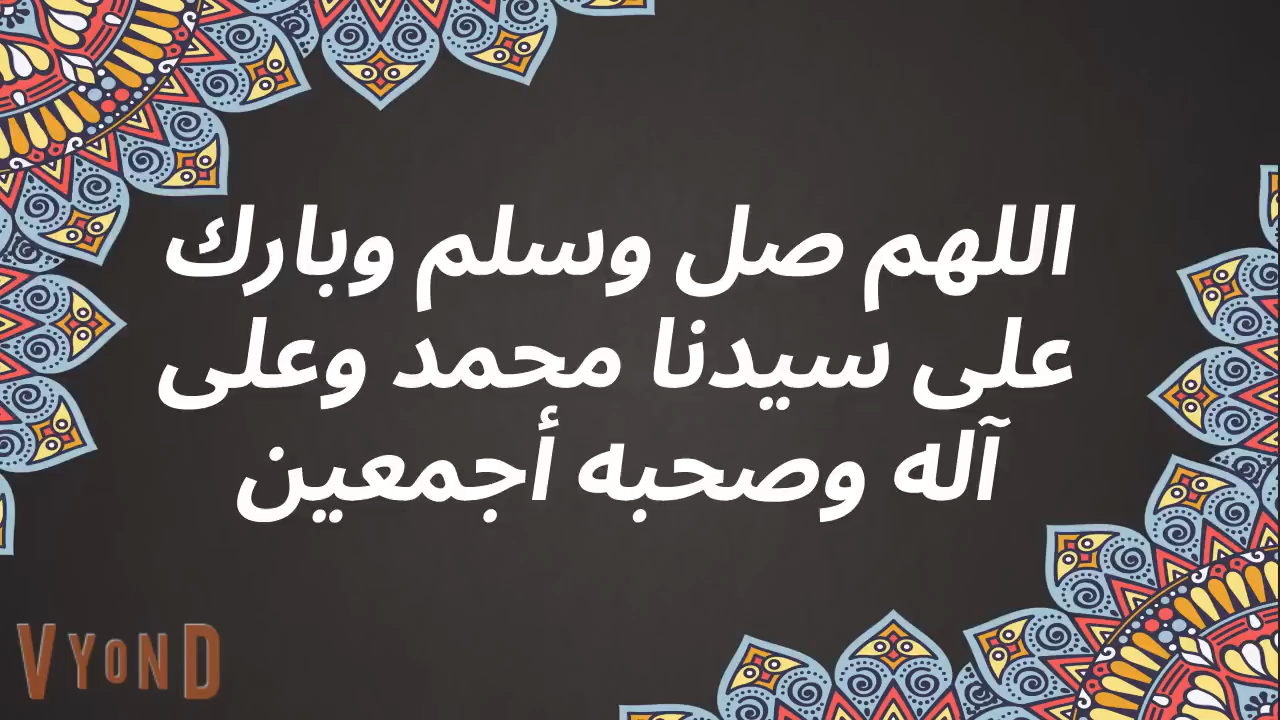 اللهم صل وسلم وبارك
على سيدنا محمد وعلى
آله وصحبه أجمعين
VYOND